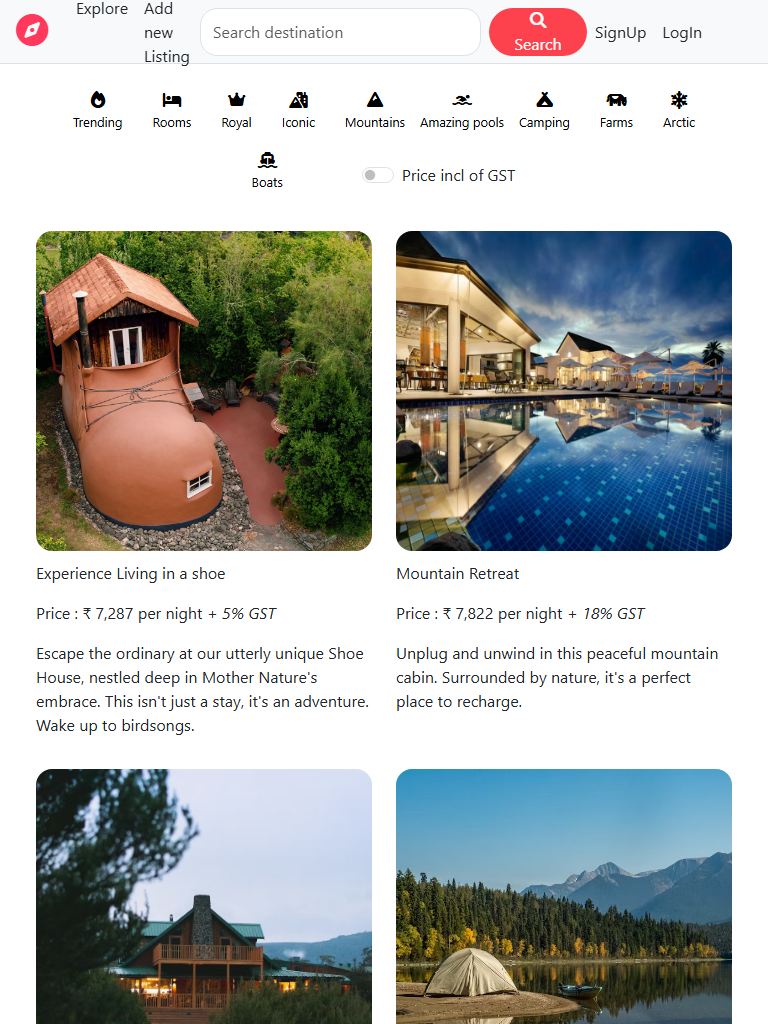 Explore
Add
new
Listing
Search destination
Search
SignUp
LogIn
Trending
Rooms
Royal
Iconic
Mountains
Amazing pools
Camping
Farms
Arctic
Boats
Price incl of GST
Experience Living in a shoe
Price : ₹ 7,287 per night + 5% GST
Escape the ordinary at our utterly unique Shoe
House, nestled deep in Mother Nature's
embrace. This isn't just a stay, it's an adventure.
Wake up to birdsongs.
Mountain Retreat
Price : ₹ 7,822 per night + 18% GST
Unplug and unwind in this peaceful mountain
cabin. Surrounded by nature, it's a perfect
place to recharge.